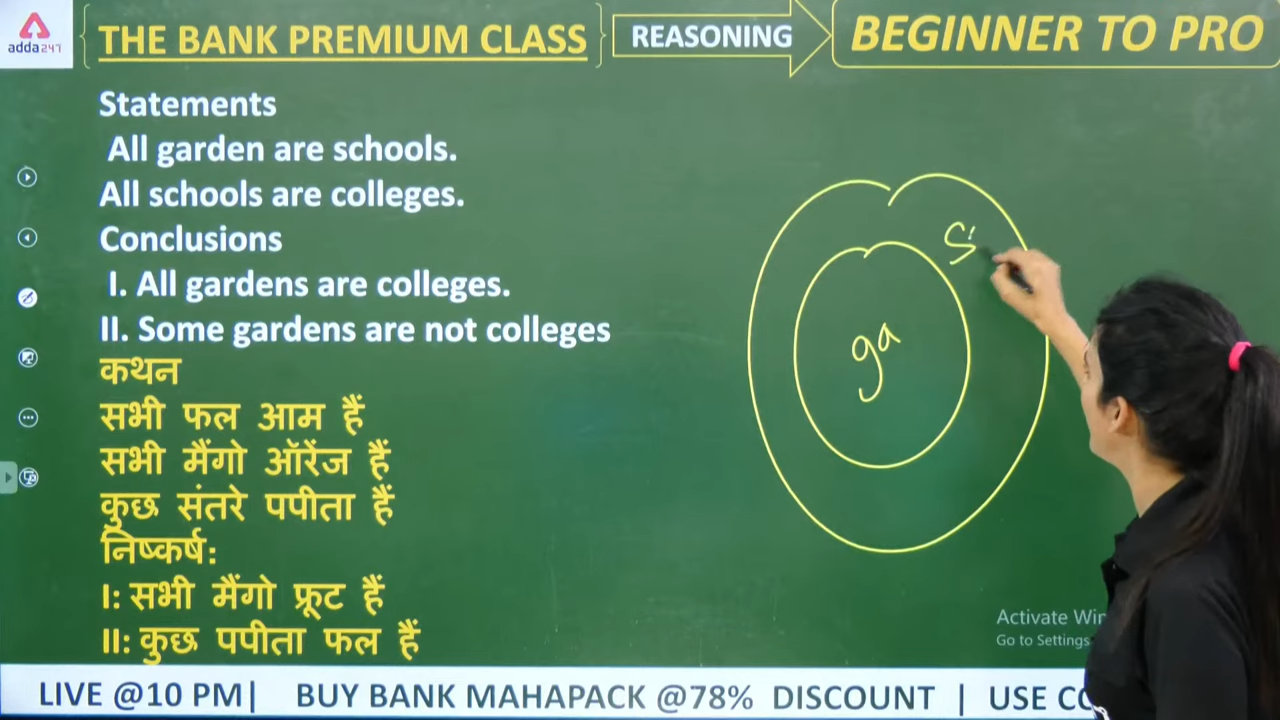 adda247
THE BANK PREMIUM CLASS
REASONING
BEGINNER TO PRO
Statements
All garden are schools.
All schools are colleges.
Conclusions
I. All gardens are colleges.
II. Some gardens are not colleges
कथन
सभी फल आम हैं
सभी मैंगो ऑरेंज हैं
कुछ संतरे पपीता हैं
निष्कर्ष:
I: सभी मैंगो फ्रूट हैं
II: कुछ पपीता फल हैं
ga
S
Activate Win
Go to Settings
LIVE @10 PM| BUY BANK MAHAPACK @78% DISCOUNT | USE CO